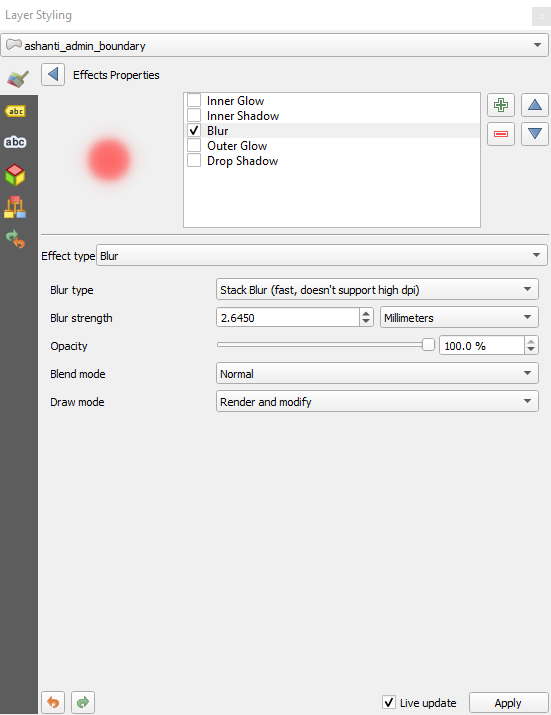 Layer Styling
x
ashanti_admin_boundary
Effects Properties
abc
abc
Inner Glow
Inner Shadow
Blur
Outer Glow
Drop Shadow
Effect type Blur
Blur type Stack Blur (fast, doesn't support high dpi)
Blur strength 2.6450 Millimeters
Opacity 100.0 %
Blend mode Normal
Draw mode Render and modify
Live update Apply